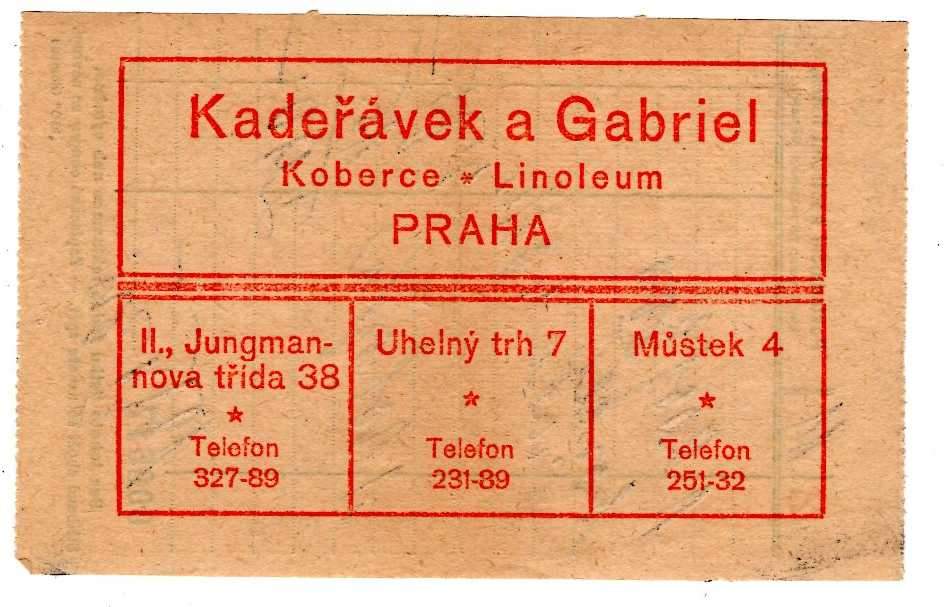 Kadeřávek a Gabriel
Koberce * Linoleum
PRAHA
II., Jungman-
nova třída 38
*
Telefon
327-89
Uhelný trh 7
*
Telefon
231-89
Můstek 4
*
Telefon
251-32